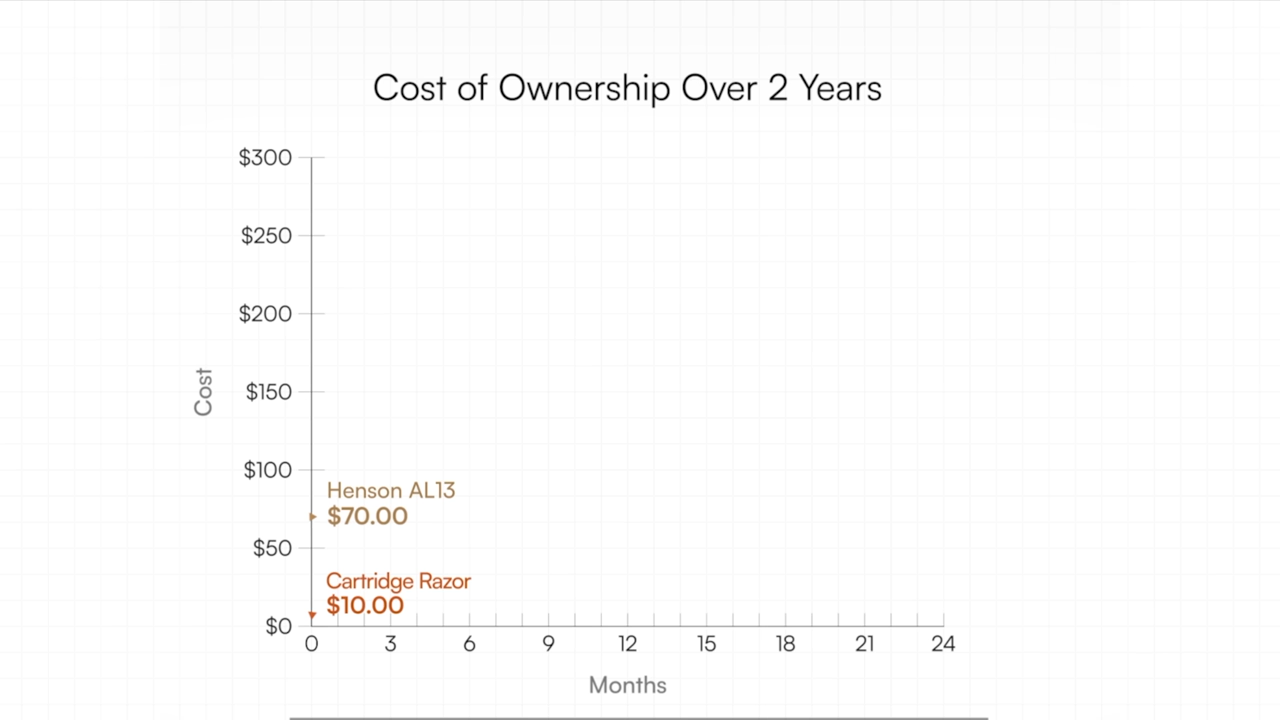 Cost of Ownership Over 2 Years
$300
$250
$200
$150
$100
$50
$0
Cost
Henson AL13
$70.00
Cartridge Razor
$10.00
0 3 6 9 12 15 18 21 24
Months